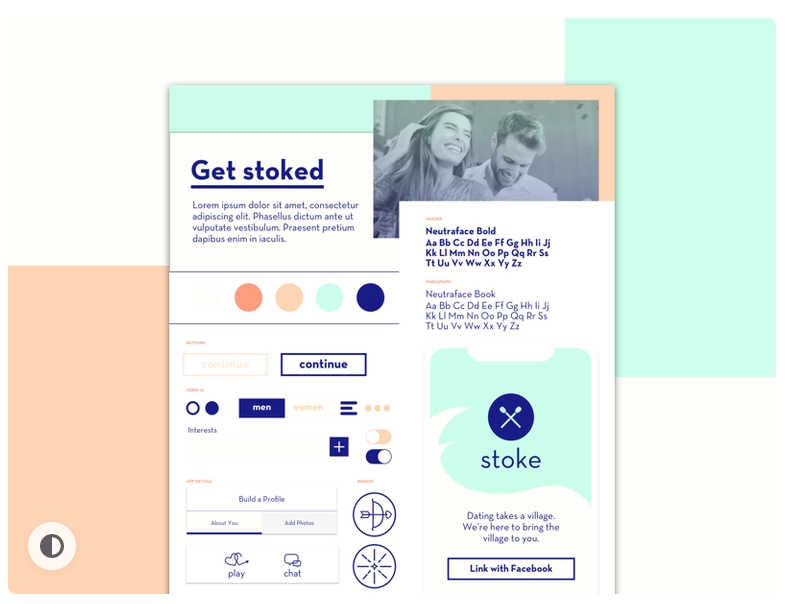 Get stoked
Lorem ipsum dolor sit amet, consectetur
adipiscing elit. Phasellus dictum ante ut
vulputate vestibulum. Praesent pretium
dapibus enim in iaculis.
HEADER
Neutraface Bold
Aa Bb Cc Dd Ee Ff Gg Hh Ii Jj
Kk Ll Mm Nn Oo Pp Qq Rr Ss
Tt Uu Vv Ww Xx Yy Zz
PARAGRAPH
Neutraface Book
Aa Bb Cc Dd Ee Ff Gg Hh Ii Jj
Kk Ll Mm Nn Oo Pp Qq Rr Ss
Tt Uu Vv Ww Xx Yy Zz
BUTTONS
continue
continue
FORM UI
men
women
Interests
APP DETAILS
BADGES
Build a Profile
About You
Add Photos
play
chat
stoke
Dating takes a village.
We're here to bring the
village to you.
Link with Facebook